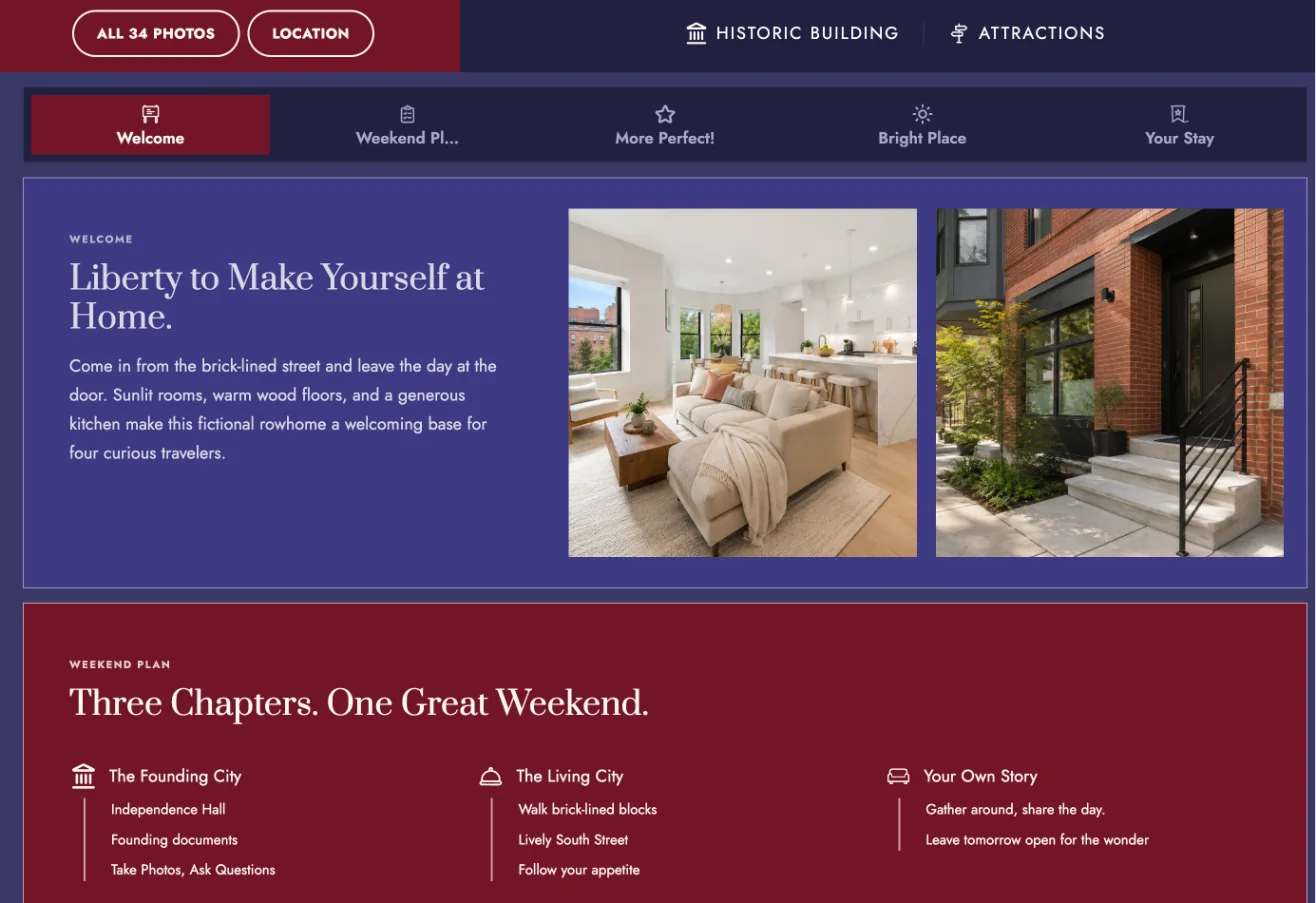 ALL 34 PHOTOS
LOCATION
HISTORIC BUILDING
ATTRACTIONS
Welcome
Weekend Pl...
More Perfect!
Bright Place
Your Stay
WELCOME
Liberty to Make Yourself at
Home.
Come in from the brick-lined street and leave the day at the
door. Sunlit rooms, warm wood floors, and a generous
kitchen make this fictional rowhome a welcoming base for
four curious travelers.
WEEKEND PLAN
Three Chapters. One Great Weekend.
The Founding City
Independence Hall
Founding documents
Take Photos, Ask Questions
The Living City
Walk brick-lined blocks
Lively South Street
Follow your appetite
Your Own Story
Gather around, share the day.
Leave tomorrow open for the wonder